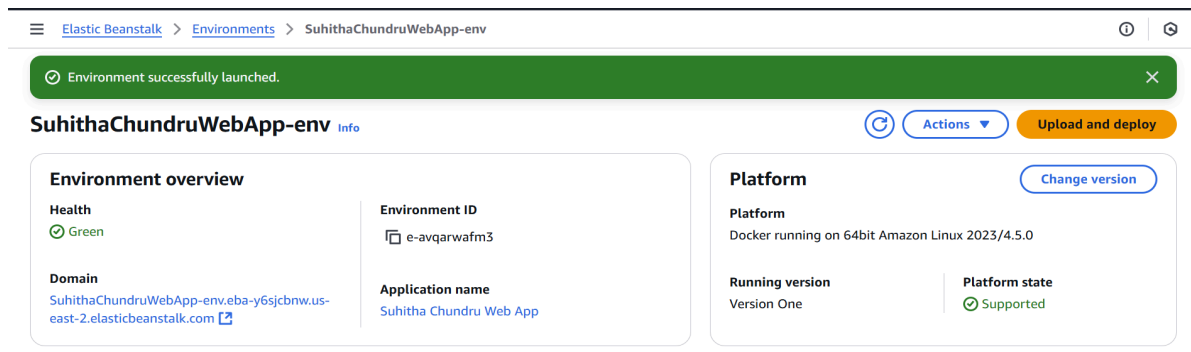 Elastic Beanstalk > Environments > SuhithaChundruWebApp-env
Environment successfully launched.
SuhithaChundruWebApp-env Info
Actions
Upload and deploy
Environment overview
Health
Green
Environment ID
e-avqarwafm3
Domain
SuhithaChundruWebApp-env.eba-y6sjcbnw.us-
east-2.elasticbeanstalk.com
Application name
Suhitha Chundru Web App
Platform
Change version
Platform
Docker running on 64bit Amazon Linux 2023/4.5.0
Running version
Version One
Platform state
Supported